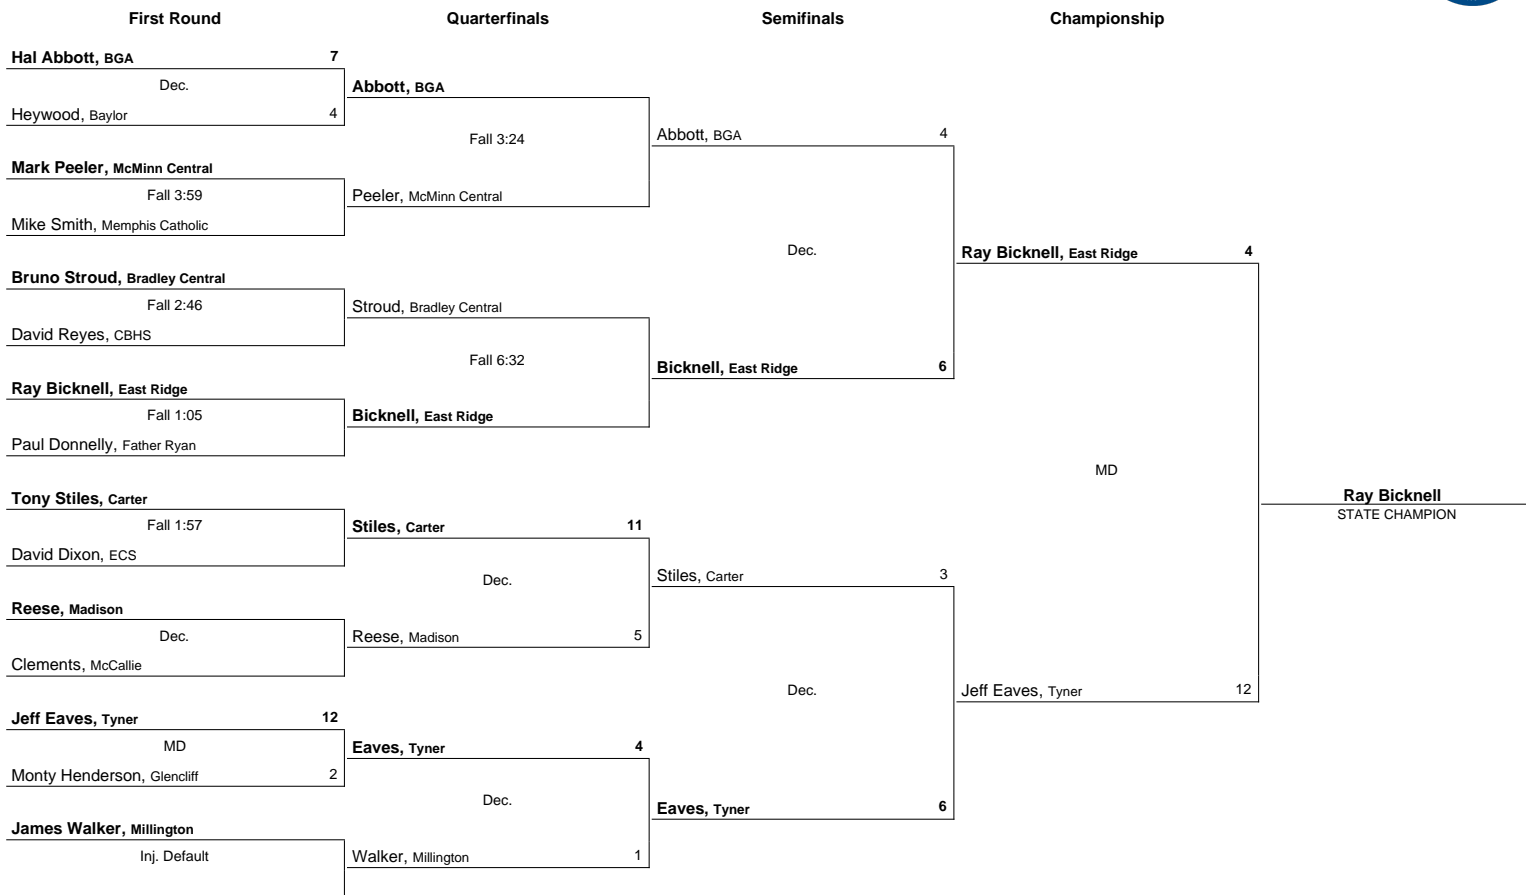 First Round
Quarterfinals
Semifinals
Championship
Hal Abbott, BGA 7
Dec.
Heywood, Baylor 4
Mark Peeler, McMinn Central
Fall 3:59
Mike Smith, Memphis Catholic
Bruno Stroud, Bradley Central
Fall 2:46
David Reyes, CBHS
Ray Bicknell, East Ridge
Fall 1:05
Paul Donnelly, Father Ryan
Tony Stiles, Carter
Fall 1:57
David Dixon, ECS
Reese, Madison
Dec.
Clements, McCallie
Jeff Eaves, Tyner 12
MD
Monty Henderson, Glencliff 2
James Walker, Millington
Inj. Default
Abbott, BGA
Fall 3:24
Peeler, McMinn Central
Stroud, Bradley Central
Fall 6:32
Bicknell, East Ridge
Stiles, Carter 11
Dec.
Reese, Madison 5
Eaves, Tyner 4
Dec.
Walker, Millington 1
Abbott, BGA 4
Dec.
Bicknell, East Ridge 6
Stiles, Carter 3
Dec.
Eaves, Tyner 6
Ray Bicknell, East Ridge 4
MD
Jeff Eaves, Tyner 12
Ray Bicknell
STATE CHAMPION